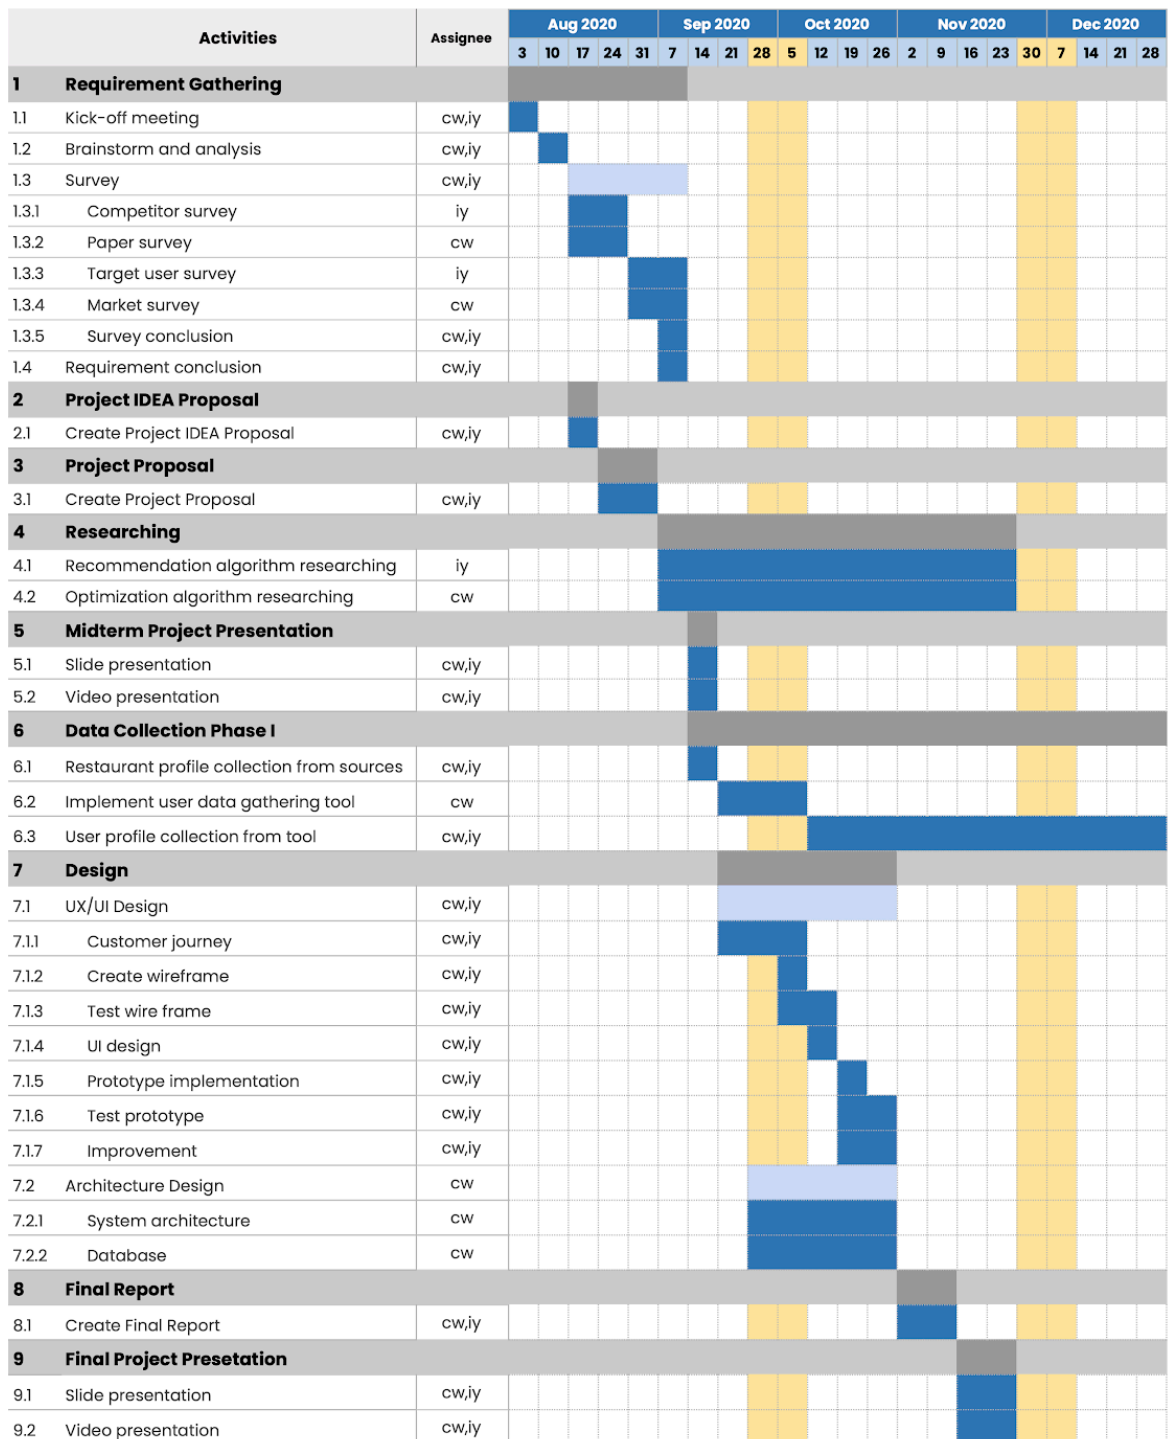 Activities Assignee Aug 2020 Sep 2020 Oct 2020 Nov 2020 Dec 2020
3 10 17 24 31 7 14 21 28 5 12 19 26 2 9 16 23 30 7 14 21 28
1 Requirement Gathering
1.1 Kick-off meeting cw,iy
1.2 Brainstorm and analysis cw,iy
1.3 Survey cw,iy
1.3.1 Competitor survey iy
1.3.2 Paper survey cw
1.3.3 Target user survey iy
1.3.4 Market survey cw
1.3.5 Survey conclusion cw,iy
1.4 Requirement conclusion cw,iy
2 Project IDEA Proposal
2.1 Create Project IDEA Proposal cw,iy
3 Project Proposal
3.1 Create Project Proposal cw,iy
4 Researching
4.1 Recommendation algorithm researching iy
4.2 Optimization algorithm researching cw
5 Midterm Project Presentation
5.1 Slide presentation cw,iy
5.2 Video presentation cw,iy
6 Data Collection Phase I
6.1 Restaurant profile collection from sources cw,iy
6.2 Implement user data gathering tool cw
6.3 User profile collection from tool cw,iy
7 Design
7.1 UX/UI Design cw,iy
7.1.1 Customer journey cw,iy
7.1.2 Create wireframe cw,iy
7.1.3 Test wire frame cw,iy
7.1.4 UI design cw,iy
7.1.5 Prototype implementation cw,iy
7.1.6 Test prototype cw,iy
7.1.7 Improvement cw,iy
7.2 Architecture Design cw
7.2.1 System architecture cw
7.2.2 Database cw
8 Final Report
8.1 Create Final Report cw,iy
9 Final Project Presetation
9.1 Slide presentation cw,iy
9.2 Video presentation cw,iy